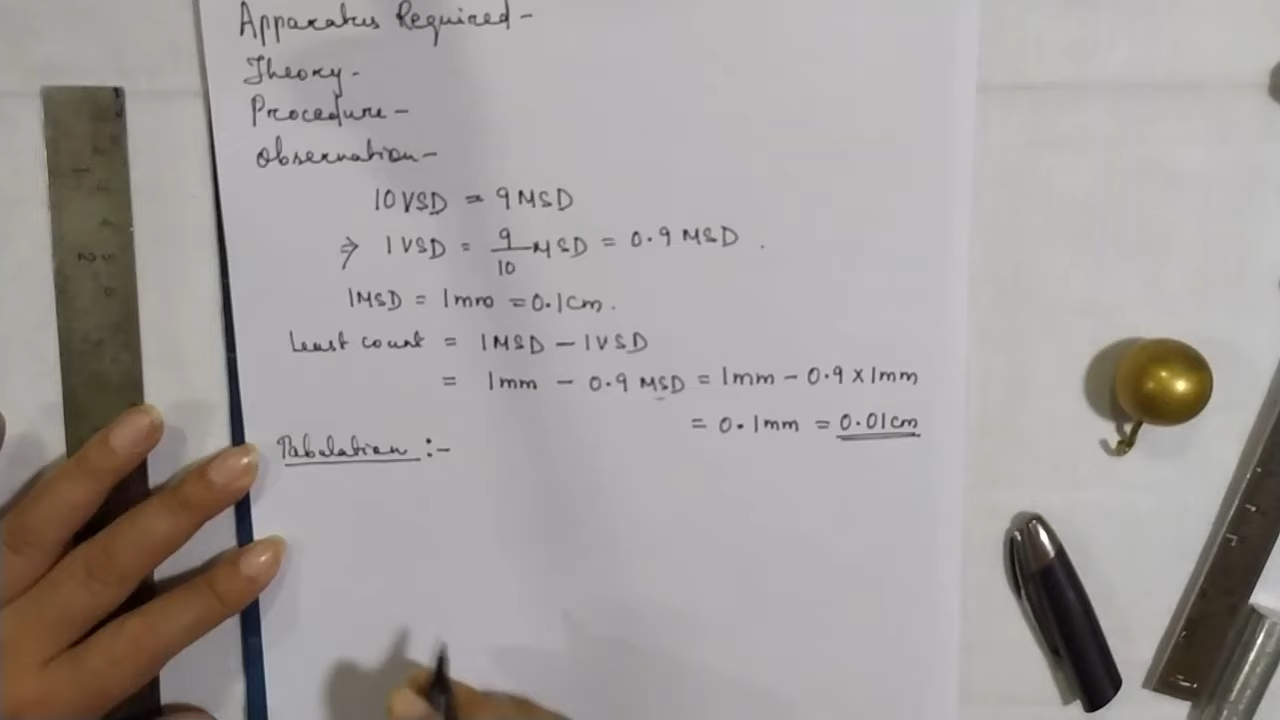 Apparatus Required -
Theory -
Procedure -
Observation -
10 VSD = 9 MSD
⇒ 1 VSD = 9/10 MSD = 0.9 MSD .
1MSD = 1mm = 0.1cm.
Least count = 1MSD - 1VSD
= 1mm - 0.9 MSD = 1mm - 0.9 x 1mm
= 0.1mm = 0.01cm
Tabulation :-